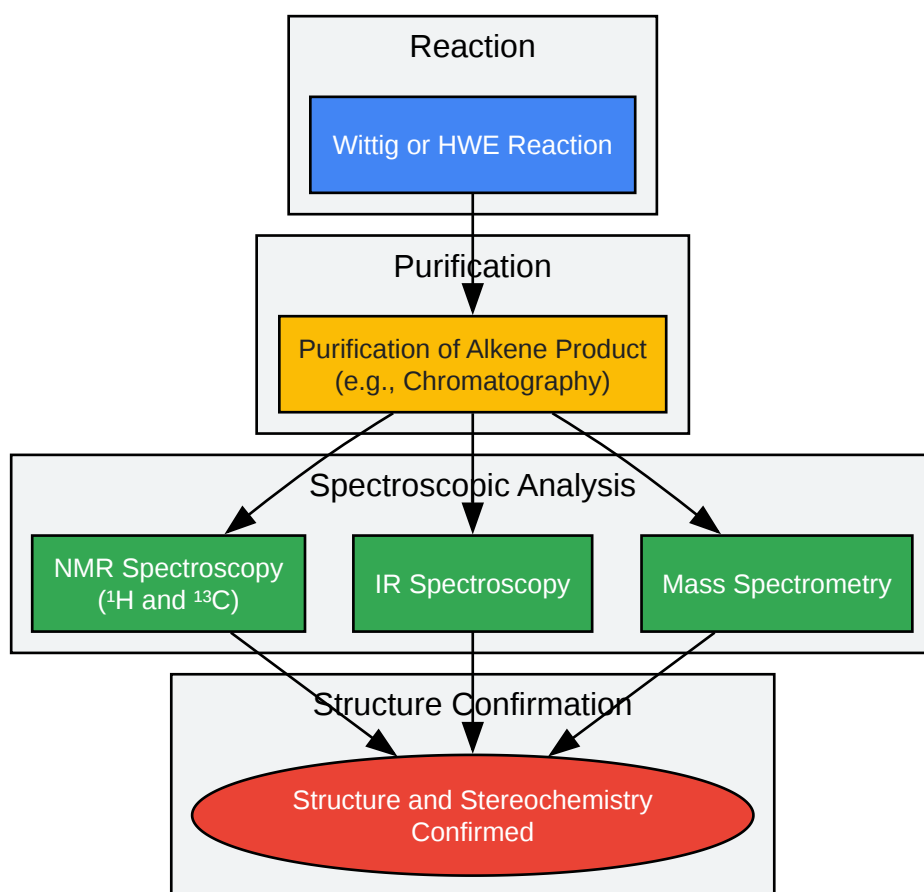 Reaction
Wittig or HWE Reaction
Purification
Purification of Alkene Product
(e.g., Chromatography)
Spectroscopic Analysis
NMR Spectroscopy
(¹H and ¹³C)
IR Spectroscopy
Mass Spectrometry
Structure Confirmation
Structure and Stereochemistry
Confirmed